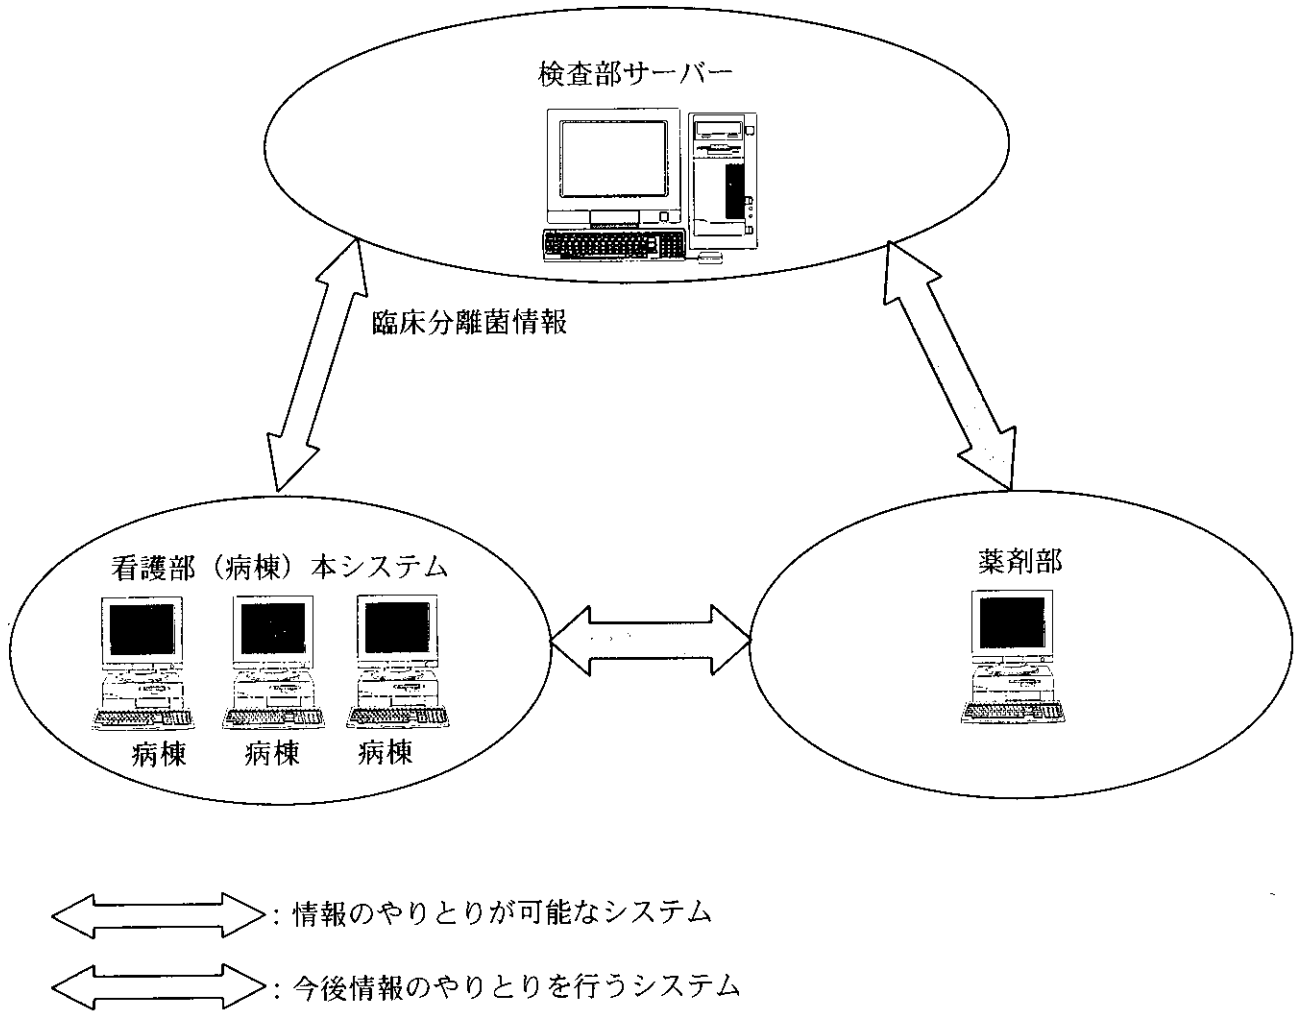 検査部サーバー
臨床分離菌情報
看護部（病棟）本システム
薬剤部
病棟
病棟
病棟
：情報のやりとりが可能なシステム
：今後情報のやりとりを行うシステム